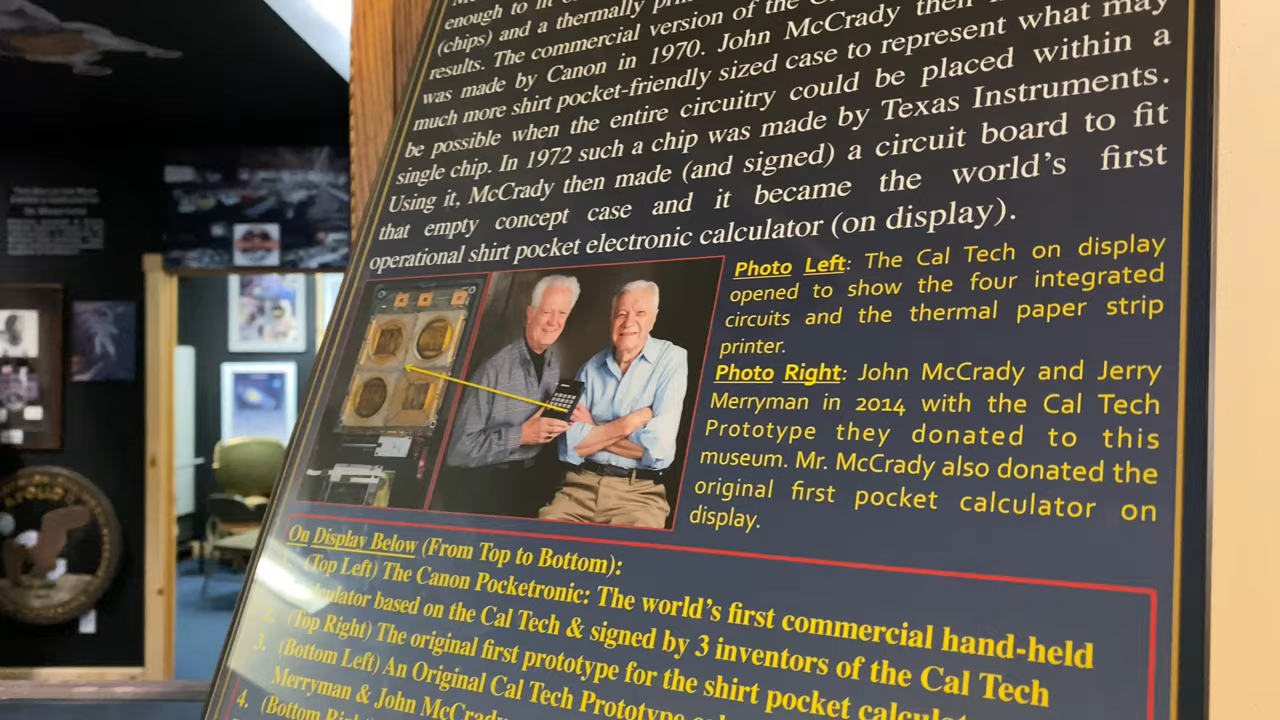 enough to fit
(chips) and a thermally
results. The commercial version of the
was made by Canon in 1970. John McCrady then
much more shirt pocket-friendly sized case to represent what may
be possible when the entire circuitry could be placed within a
single chip. In 1972 such a chip was made by Texas Instruments.
Using it, McCrady then made (and signed) a circuit board to fit
that empty concept case and it became the world's first
operational shirt pocket electronic calculator (on display).
Photo Left: The Cal Tech on display
opened to show the four integrated
circuits and the thermal paper strip
printer.
Photo Right: John McCrady and Jerry
Merryman in 2014 with the Cal Tech
Prototype they donated to this
museum. Mr. McCrady also donated the
original first pocket calculator on
display.
On Display Below (From Top to Bottom):
(Top Left) The Canon Pocketronic: The world's first commercial hand-held
based on the Cal Tech & signed by 3 inventors of the Cal Tech
2. (Top Right) The original first prototype for the shirt pocket
3. (Bottom Left) An Original Cal Tech Prototype
Merryman & John McCrady
4. (Bottom